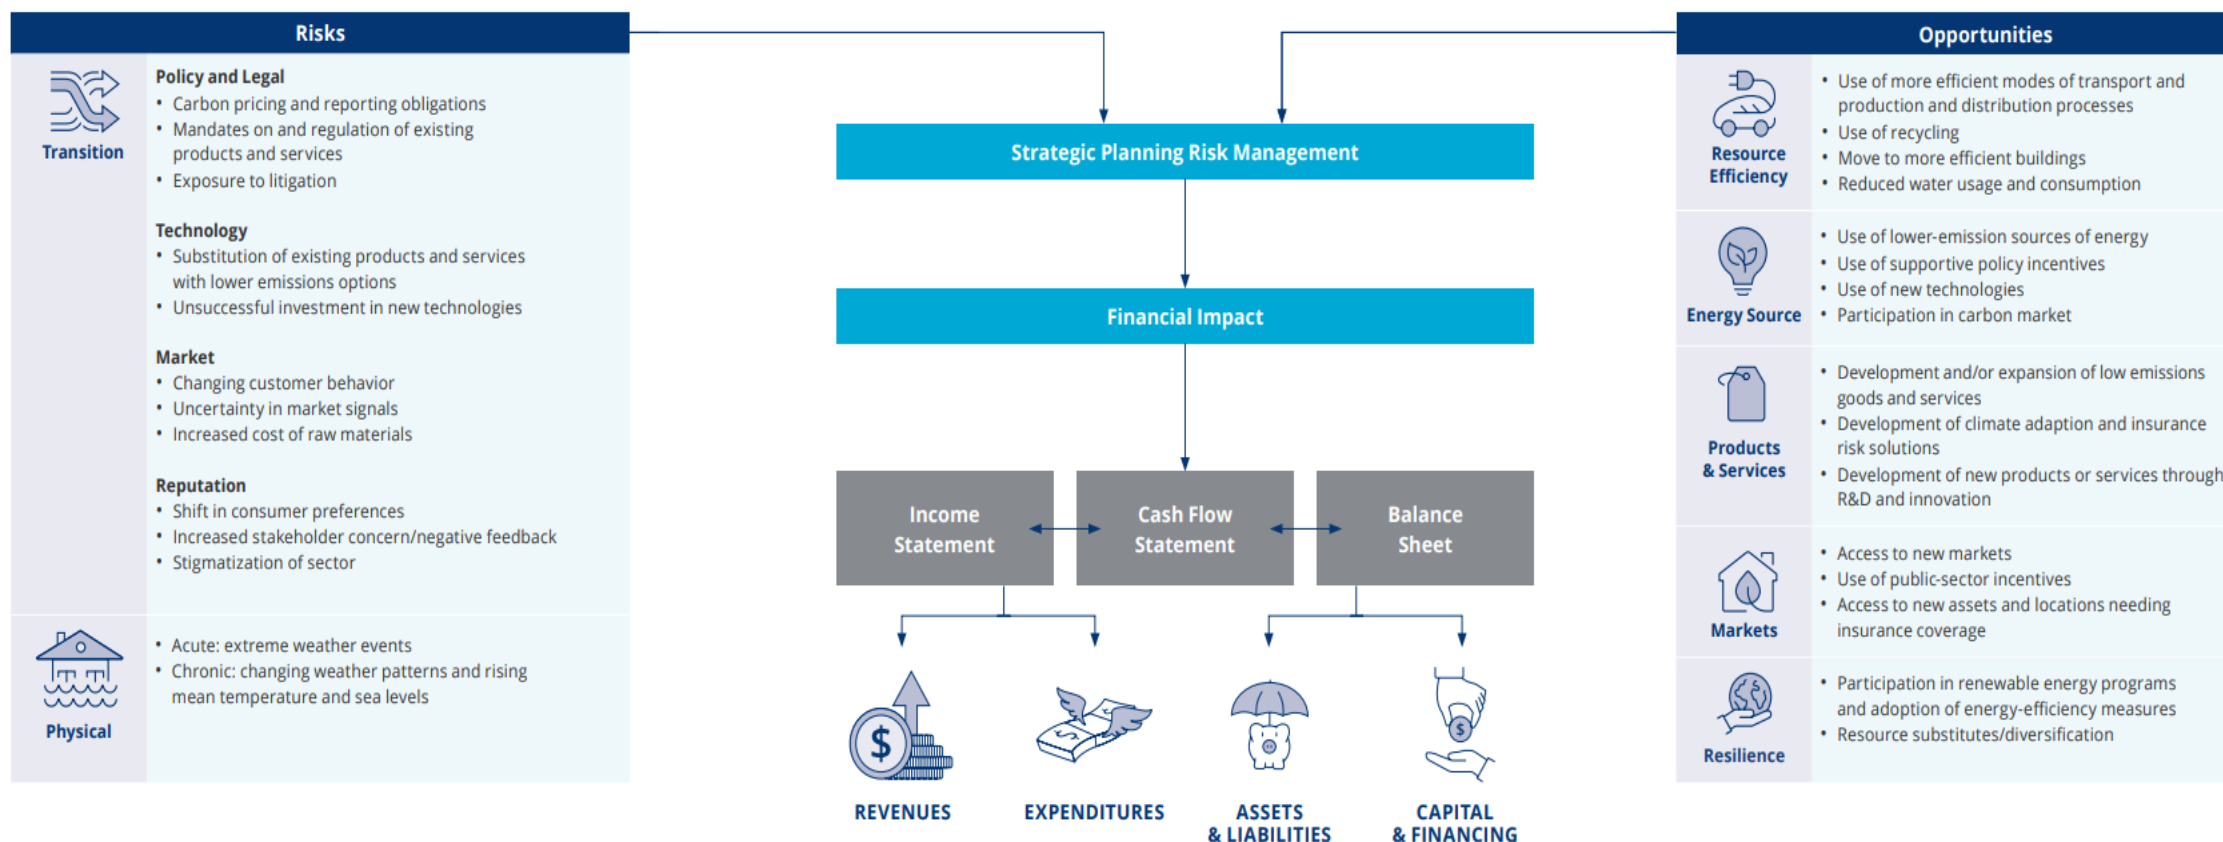 Risks
Transition
Policy and Legal
• Carbon pricing and reporting obligations
• Mandates on and regulation of existing
products and services
• Exposure to litigation
Technology
• Substitution of existing products and services
with lower emissions options
• Unsuccessful investment in new technologies
Market
• Changing customer behavior
• Uncertainty in market signals
• Increased cost of raw materials
Reputation
• Shift in consumer preferences
• Increased stakeholder concern/negative feedback
• Stigmatization of sector
Physical
• Acute: extreme weather events
• Chronic: changing weather patterns and rising
mean temperature and sea levels
Strategic Planning Risk Management
Financial Impact
Income
Statement
Cash Flow
Statement
Balance
Sheet
$
$
$
REVENUES
EXPENDITURES
ASSETS
& LIABILITIES
CAPITAL
& FINANCING
Opportunities
Resource
Efficiency
• Use of more efficient modes of transport and
production and distribution processes
• Use of recycling
• Move to more efficient buildings
• Reduced water usage and consumption
Energy Source
• Use of lower-emission sources of energy
• Use of supportive policy incentives
• Use of new technologies
• Participation in carbon market
Products
& Services
• Development and/or expansion of low emissions
goods and services
• Development of climate adaption and insurance
risk solutions
• Development of new products or services through
R&D and innovation
Markets
• Access to new markets
• Use of public-sector incentives
• Access to new assets and locations needing
insurance coverage
Resilience
• Participation in renewable energy programs
and adoption of energy-efficiency measures
• Resource substitutes/diversification